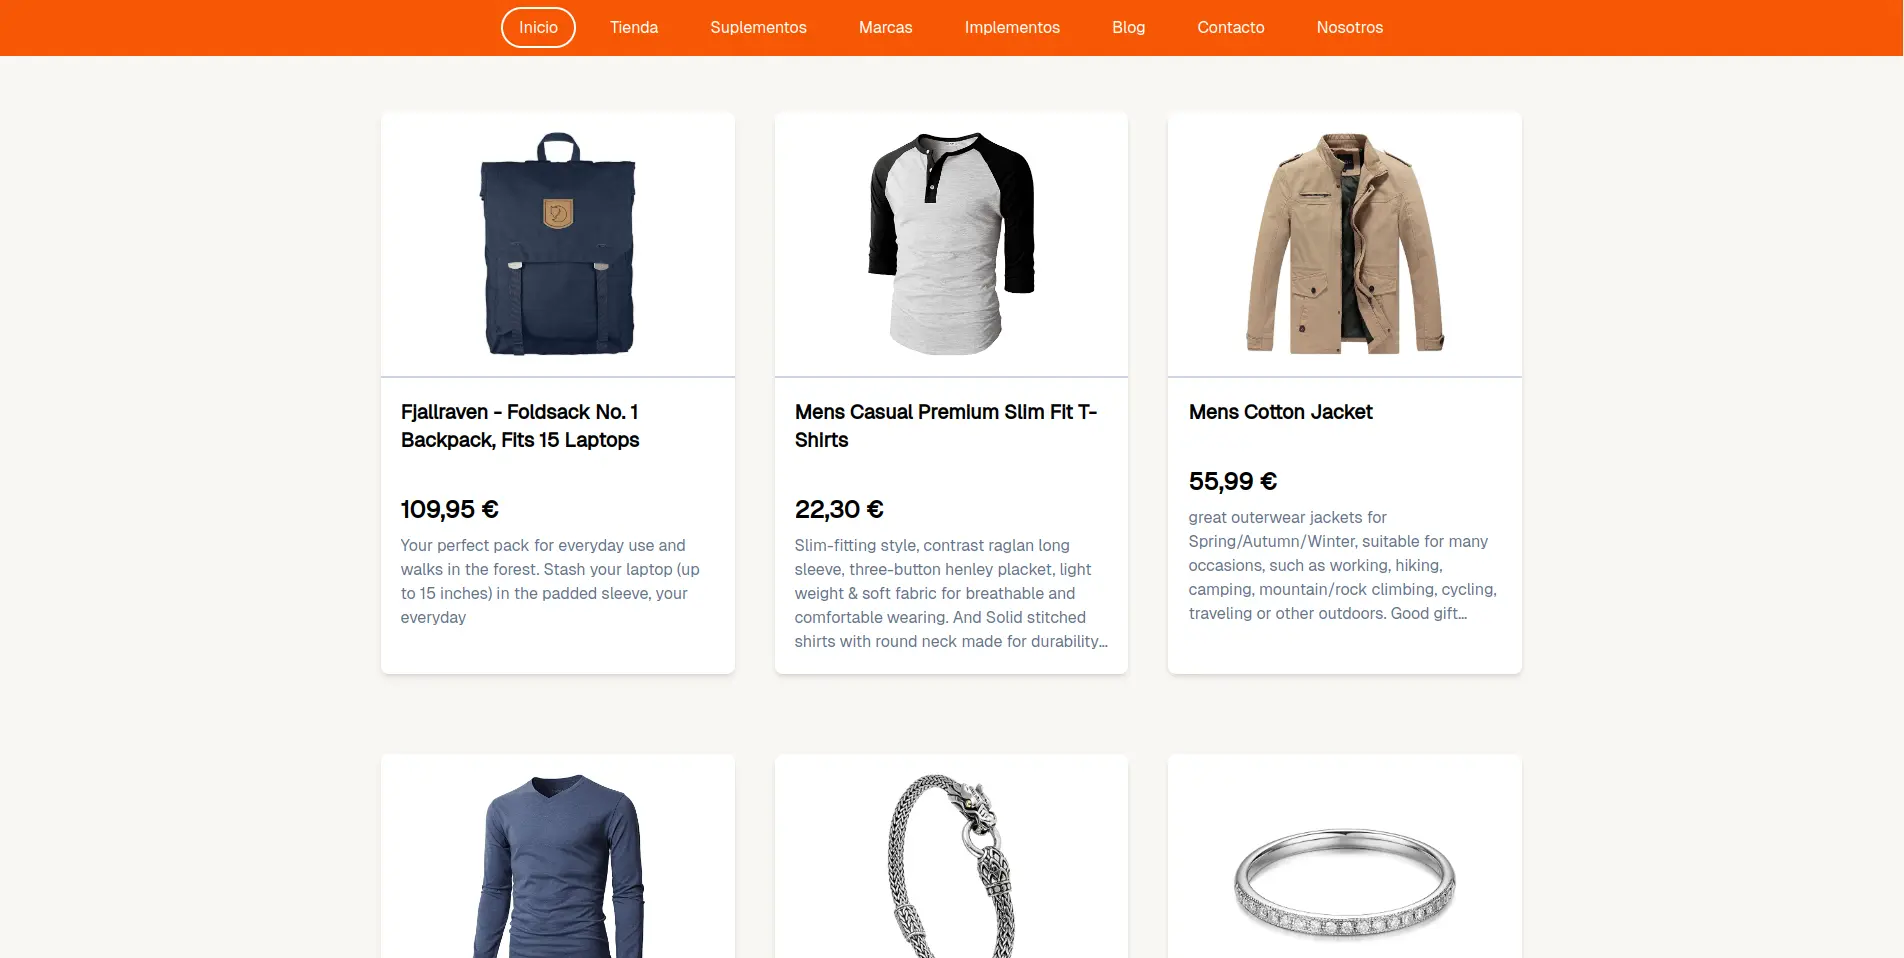 Inicio Tienda Suplementos Marcas Implementos Blog Contacto Nosotros
Fjallraven - Foldsack No. 1
Backpack, Fits 15 Laptops
109,95 €
Your perfect pack for everyday use and
walks in the forest. Stash your laptop (up
to 15 inches) in the padded sleeve, your
everyday
Mens Casual Premium Slim Fit T-
Shirts
22,30 €
Slim-fitting style, contrast raglan long
sleeve, three-button henley placket, light
weight & soft fabric for breathable and
comfortable wearing. And Solid stitched
shirts with round neck made for durability...
Mens Cotton Jacket
55,99 €
great outerwear jackets for
Spring/Autumn/Winter, suitable for many
occasions, such as working, hiking,
camping, mountain/rock climbing, cycling,
traveling or other outdoors. Good gift...